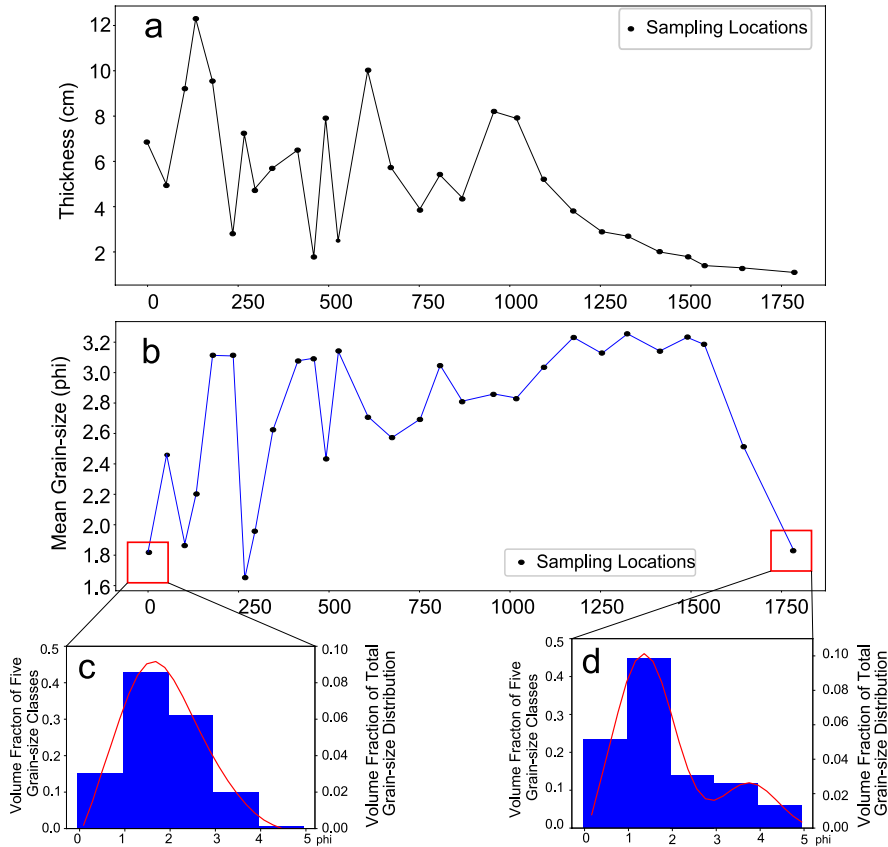 a
Sampling Locations
Thickness (cm)
12
10
8
6
4
2
0 250 500 750 1000 1250 1500 1750
b
Mean Grain-size (phi)
3.2
3.0
2.8
2.6
2.4
2.2
2.0
1.8
1.6
Sampling Locations
0 250 500 750 1000 1250 1500 1750
c
Volume Fracton of Five
Grain-size Classes
0.5
0.4
0.3
0.2
0.1
0.0
0.10
0.08
0.06
0.04
0.02
0.00
Volume Fraction of Total
Grain-size Distribution
0 1 2 3 4 5 phi
d
Volume Fracton of Five
Grain-size Classes
0.5
0.4
0.3
0.2
0.1
0.0
0.10
0.08
0.06
0.04
0.02
0.00
Volume Fraction of Total
Grain-size Distribution
0 1 2 3 4 5 phi